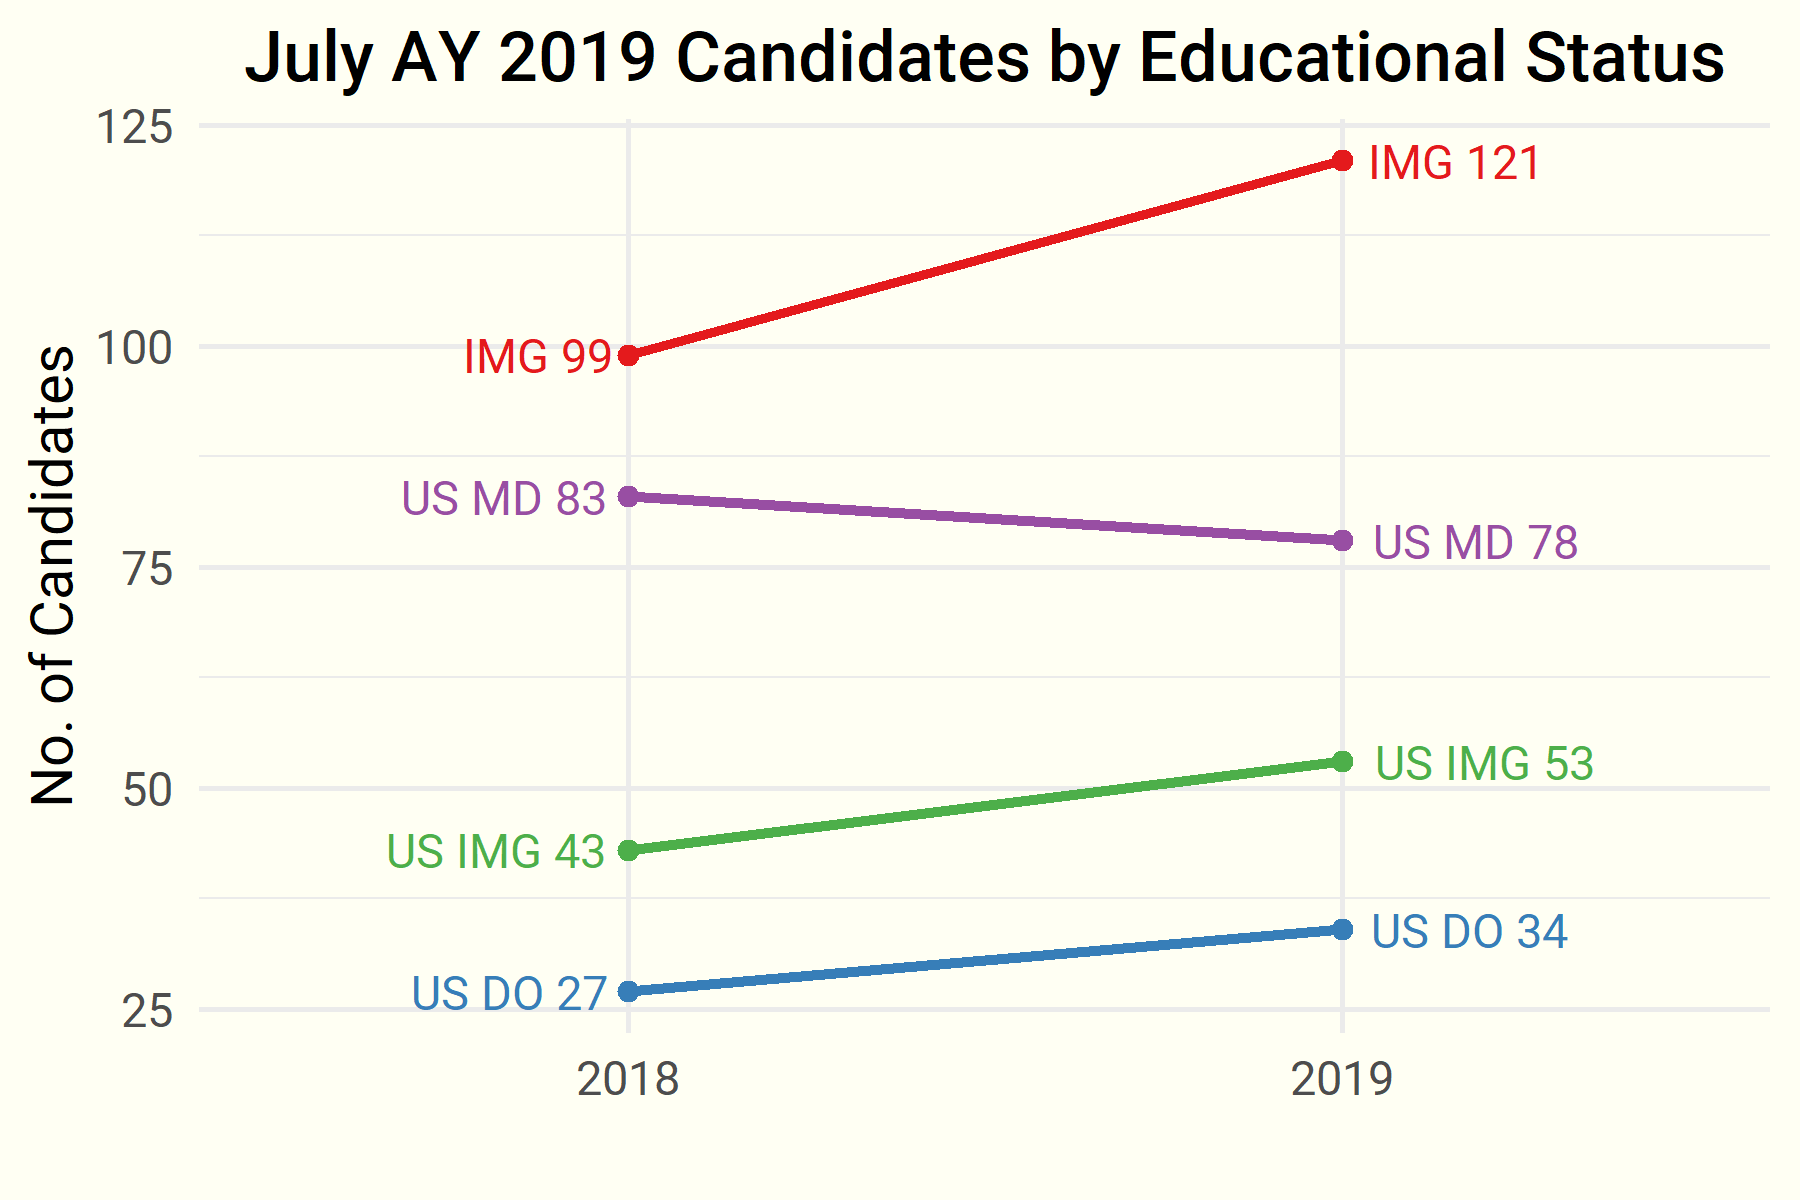 July AY 2019 Candidates by Educational Status
No. of Candidates
125
100
75
50
25
IMG 99
IMG 121
US MD 83
US MD 78
US IMG 43
US IMG 53
US DO 27
US DO 34
2018
2019